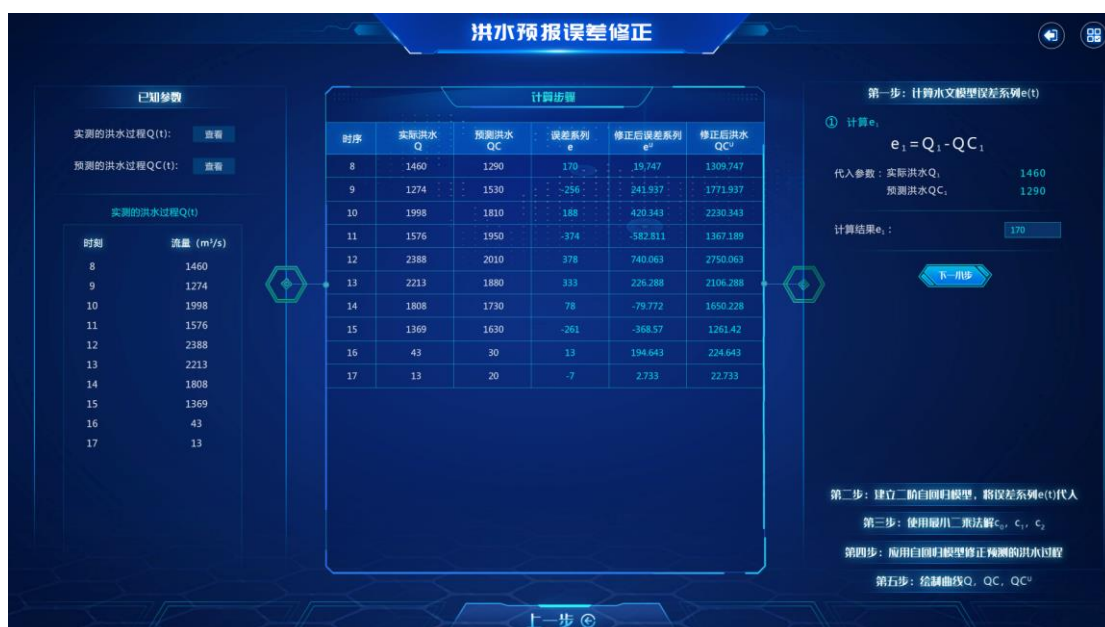 洪水预报误差修正
已知参数
实测的洪水过程Q(t): 查看
预测的洪水过程QC(t): 查看
实测的洪水过程Q(t)
时刻 流量 (m³/s)
8 1460
9 1274
10 1998
11 1576
12 2388
13 2213
14 1808
15 1369
16 43
17 13
计算步骤
时序 实际洪水Q 预测洪水QC 误差系列e 修正后误差系列eᵁ 修正后洪水QCᵁ
8 1460 1290 170 19.747 1309.747
9 1274 1530 -256 241.937 1771.937
10 1998 1810 188 420.343 2230.343
11 1576 1950 -374 -582.811 1367.189
12 2388 2010 378 740.063 2750.063
13 2213 1880 333 226.288 2106.288
14 1808 1730 78 -79.772 1650.228
15 1369 1630 -261 -368.57 1261.42
16 43 30 13 194.643 224.643
17 13 20 -7 2.733 22.733
第一步：计算水文模型误差系列e(t)
① 计算e₁
e₁=Q₁-QC₁
代入参数：实际洪水Q₁ 1460
预测洪水QC₁ 1290
计算结果e₁： 170
下一小步
第二步：建立二阶自回归模型，将误差系列e(t)代入
第三步：使用最小二乘法解c₀，c₁，c₂
第四步：应用自回归模型修正预测的洪水过程
第五步：绘制曲线Q，QC，QCᵁ
上一步